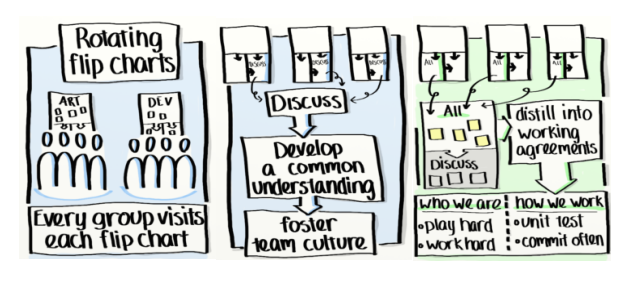 Rotating
flip charts
ART
DEV
Every group visits
each flip chart
DISCUSS
DISCUSS
DISCUSS
DISCUSS
Develop
a common
understanding
foster
team culture
All
All
All
All
Discuss
distill into
working
agreements
who we are
• play hard
• work hard
how we work
• unit test
• commit often